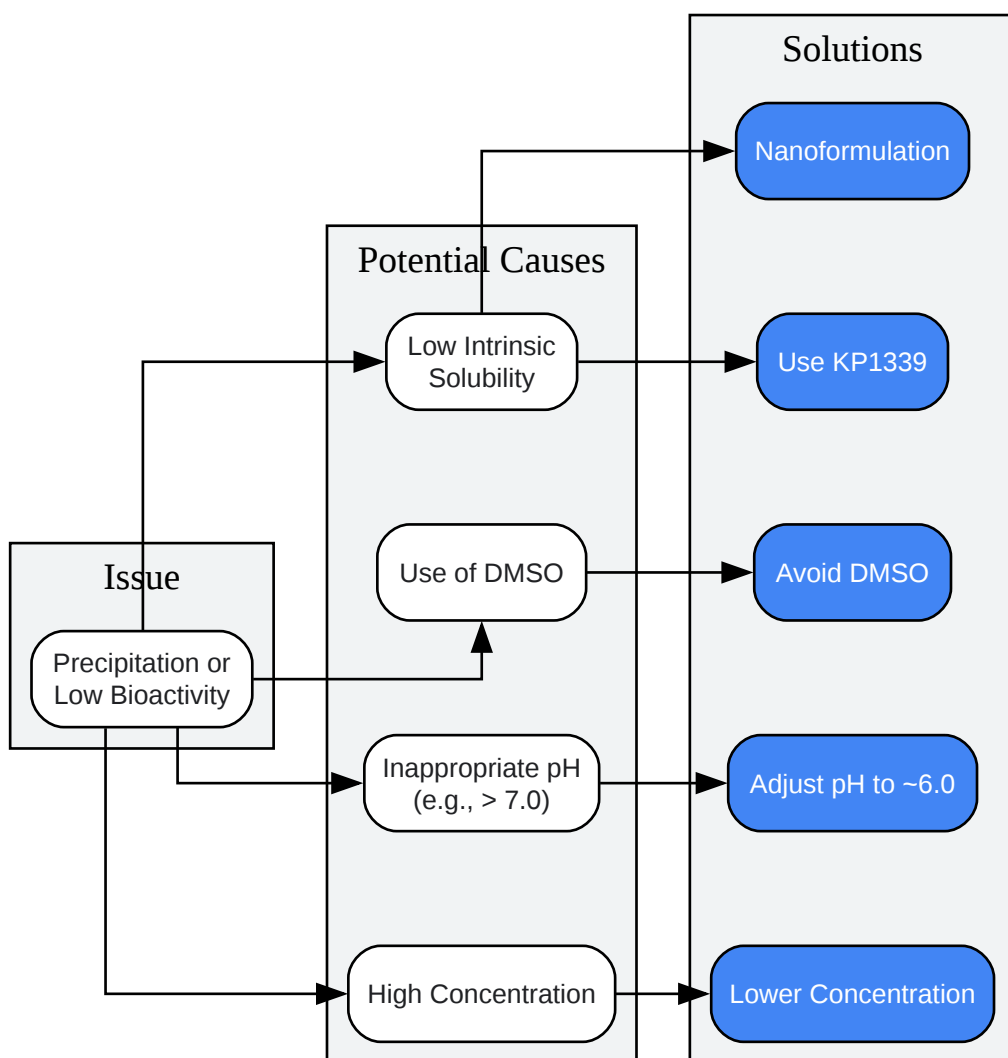 Issue
Precipitation or
Low Bioactivity
Potential Causes
Low Intrinsic
Solubility
Use of DMSO
Inappropriate pH
(e.g., > 7.0)
High Concentration
Solutions
Nanoformulation
Use KP1339
Avoid DMSO
Adjust pH to ~6.0
Lower Concentration